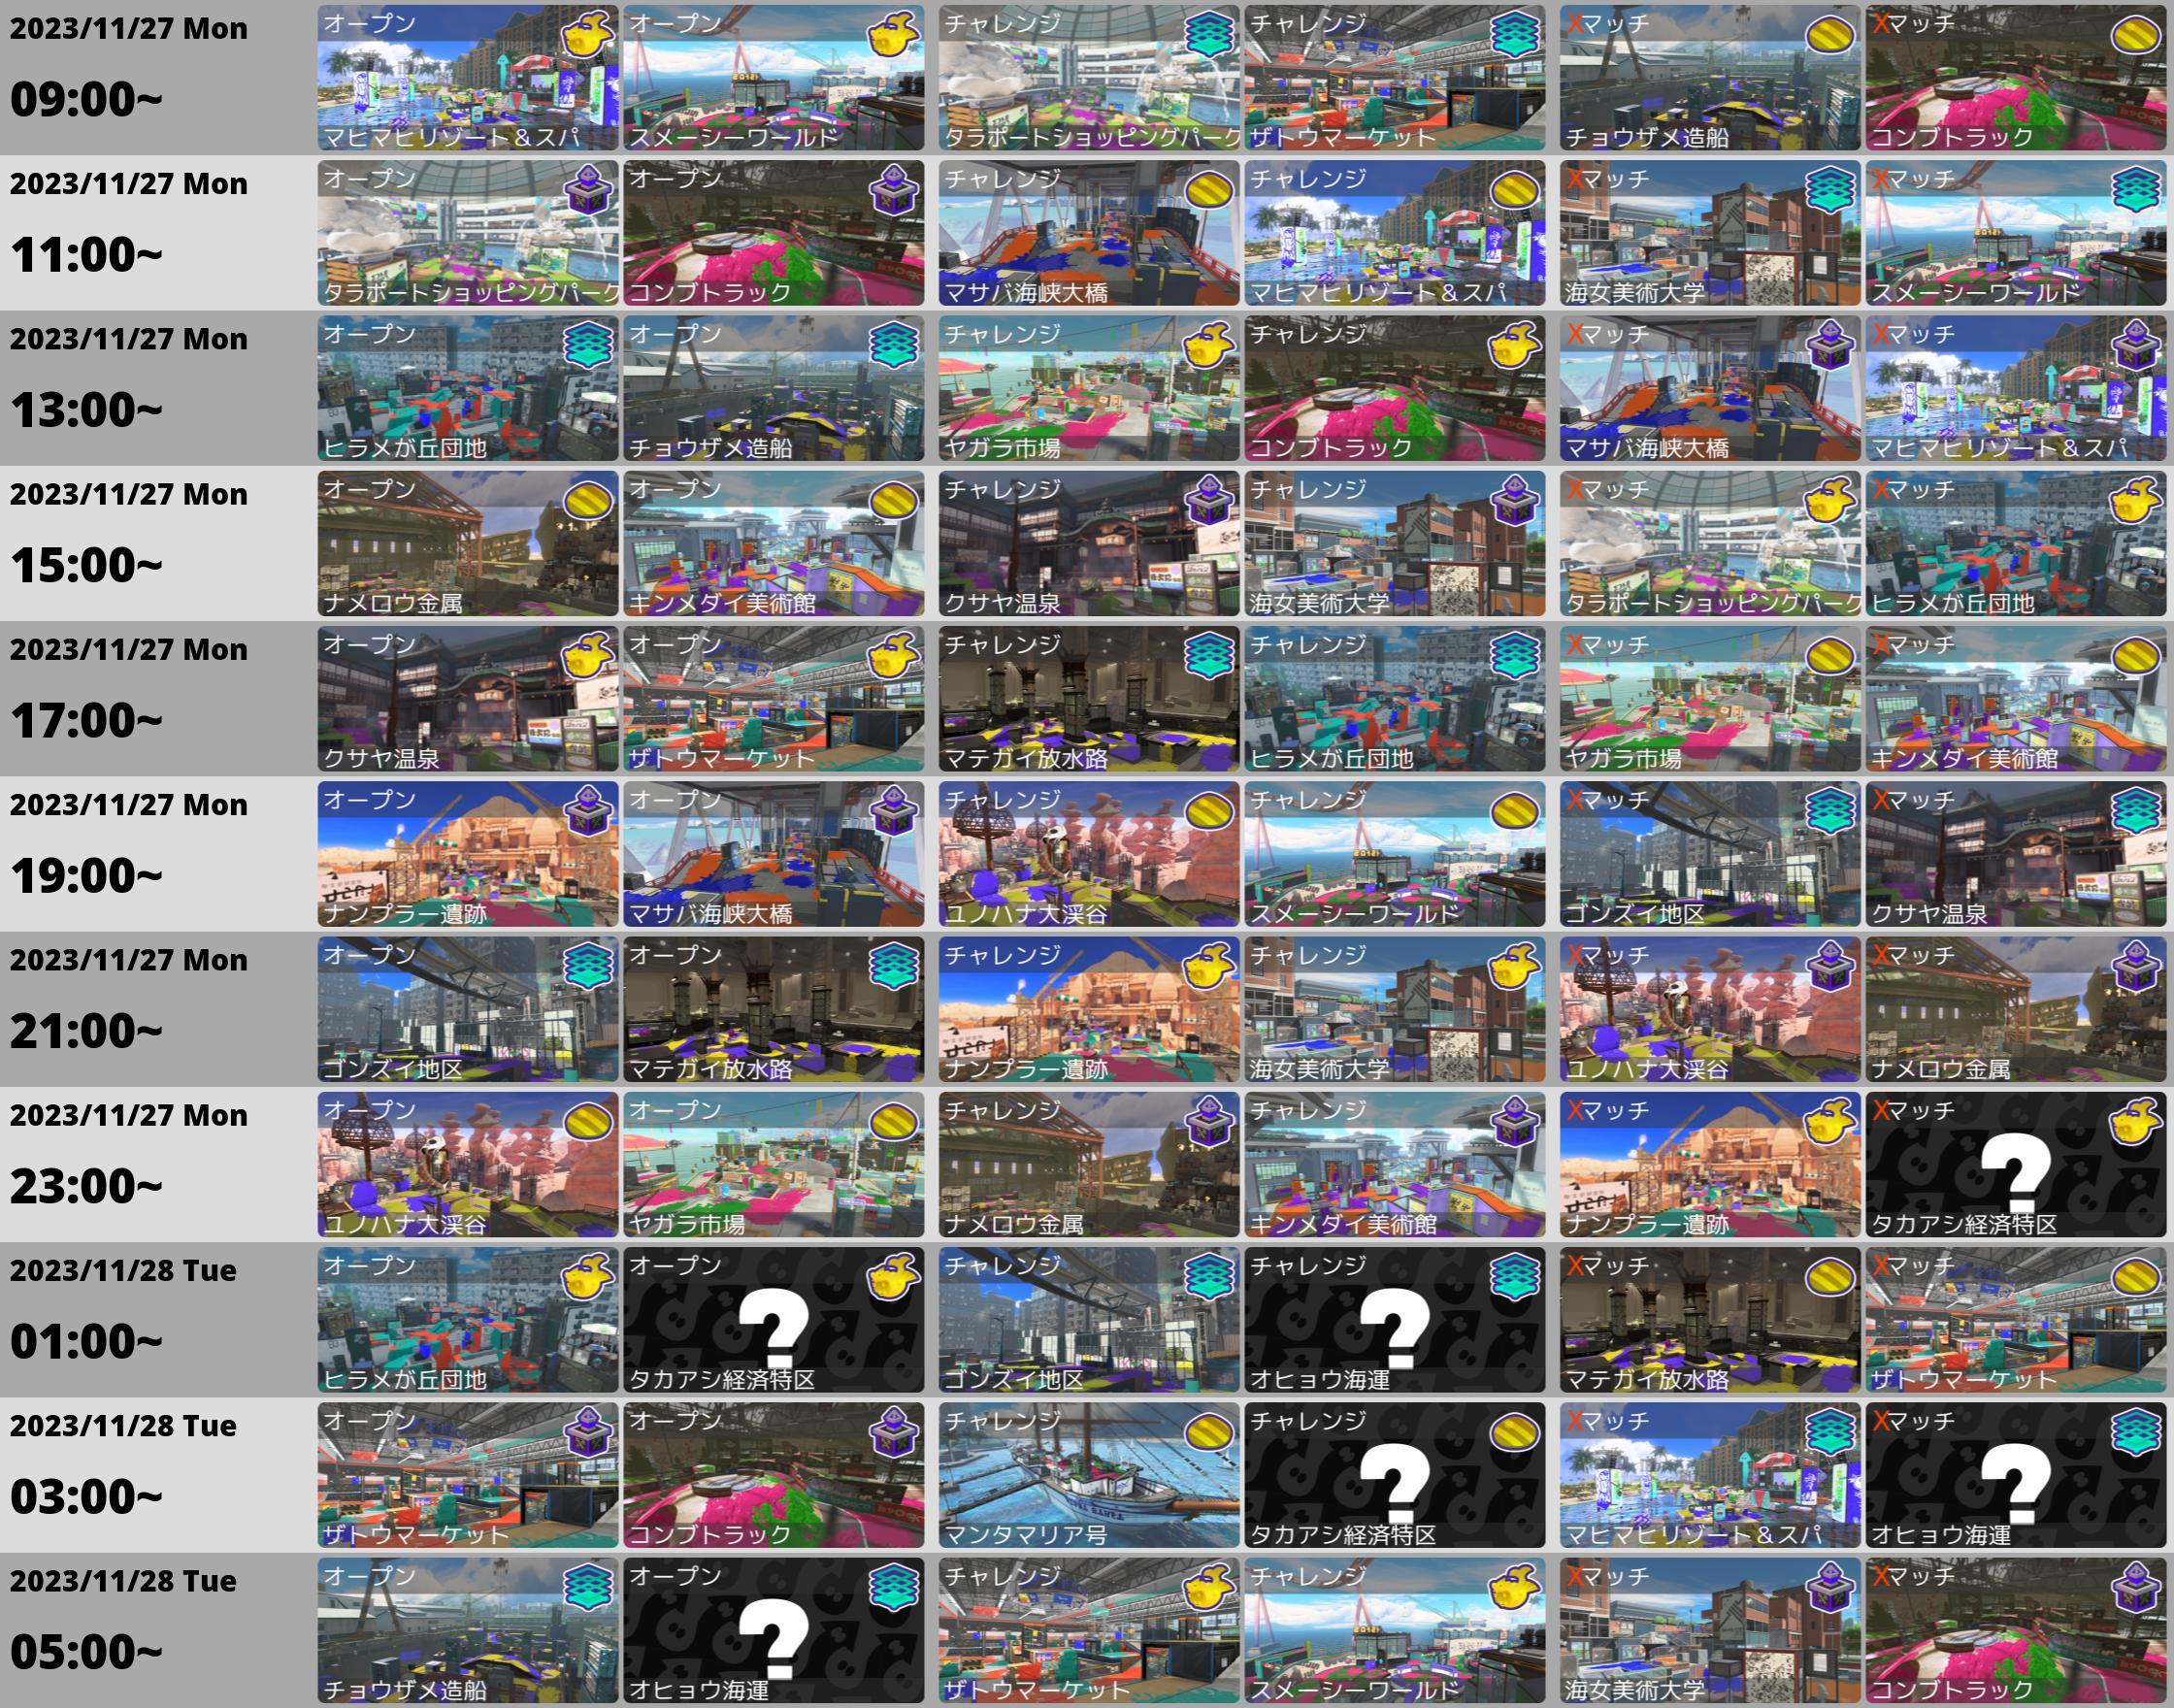 2023/11/27 Mon
09:00~
オープン
マヒマヒリゾート＆スパ
オープン
スメーシーワールド
チャレンジ
タラポートショッピングパーク
チャレンジ
ザトウマーケット
Xマッチ
チョウザメ造船
Xマッチ
コンブトラック
2023/11/27 Mon
11:00~
オープン
タラポートショッピングパーク
オープン
コンブトラック
チャレンジ
マサバ海峡大橋
チャレンジ
マヒマヒリゾート＆スパ
Xマッチ
海女美術大学
Xマッチ
スメーシーワールド
2023/11/27 Mon
13:00~
オープン
ヒラメが丘団地
オープン
チョウザメ造船
チャレンジ
ヤガラ市場
チャレンジ
コンブトラック
Xマッチ
マサバ海峡大橋
Xマッチ
マヒマヒリゾート＆スパ
2023/11/27 Mon
15:00~
オープン
ナメロウ金属
オープン
キンメダイ美術館
チャレンジ
クサヤ温泉
チャレンジ
海女美術大学
Xマッチ
タラポートショッピングパーク
Xマッチ
ヒラメが丘団地
2023/11/27 Mon
17:00~
オープン
クサヤ温泉
オープン
ザトウマーケット
チャレンジ
マテガイ放水路
チャレンジ
ヒラメが丘団地
Xマッチ
ヤガラ市場
Xマッチ
キンメダイ美術館
2023/11/27 Mon
19:00~
オープン
ナンプラー遺跡
オープン
マサバ海峡大橋
チャレンジ
ユノハナ大渓谷
チャレンジ
スメーシーワールド
Xマッチ
ゴンズイ地区
Xマッチ
クサヤ温泉
2023/11/27 Mon
21:00~
オープン
ゴンズイ地区
オープン
マテガイ放水路
チャレンジ
ナンプラー遺跡
チャレンジ
海女美術大学
Xマッチ
ユノハナ大渓谷
Xマッチ
ナメロウ金属
2023/11/27 Mon
23:00~
オープン
ユノハナ大渓谷
オープン
ヤガラ市場
チャレンジ
ナメロウ金属
チャレンジ
キンメダイ美術館
Xマッチ
ナンプラー遺跡
Xマッチ
?
タカアシ経済特区
2023/11/28 Tue
01:00~
オープン
ヒラメが丘団地
オープン
?
タカアシ経済特区
チャレンジ
ゴンズイ地区
チャレンジ
?
オヒョウ海運
Xマッチ
マテガイ放水路
Xマッチ
ザトウマーケット
2023/11/28 Tue
03:00~
オープン
ザトウマーケット
オープン
コンブトラック
チャレンジ
マンタマリア号
チャレンジ
?
タカアシ経済特区
Xマッチ
マヒマヒリゾート＆スパ
Xマッチ
?
オヒョウ海運
2023/11/28 Tue
05:00~
オープン
チョウザメ造船
オープン
?
オヒョウ海運
チャレンジ
ザトウマーケット
チャレンジ
スメーシーワールド
Xマッチ
海女美術大学
Xマッチ
コンブトラック